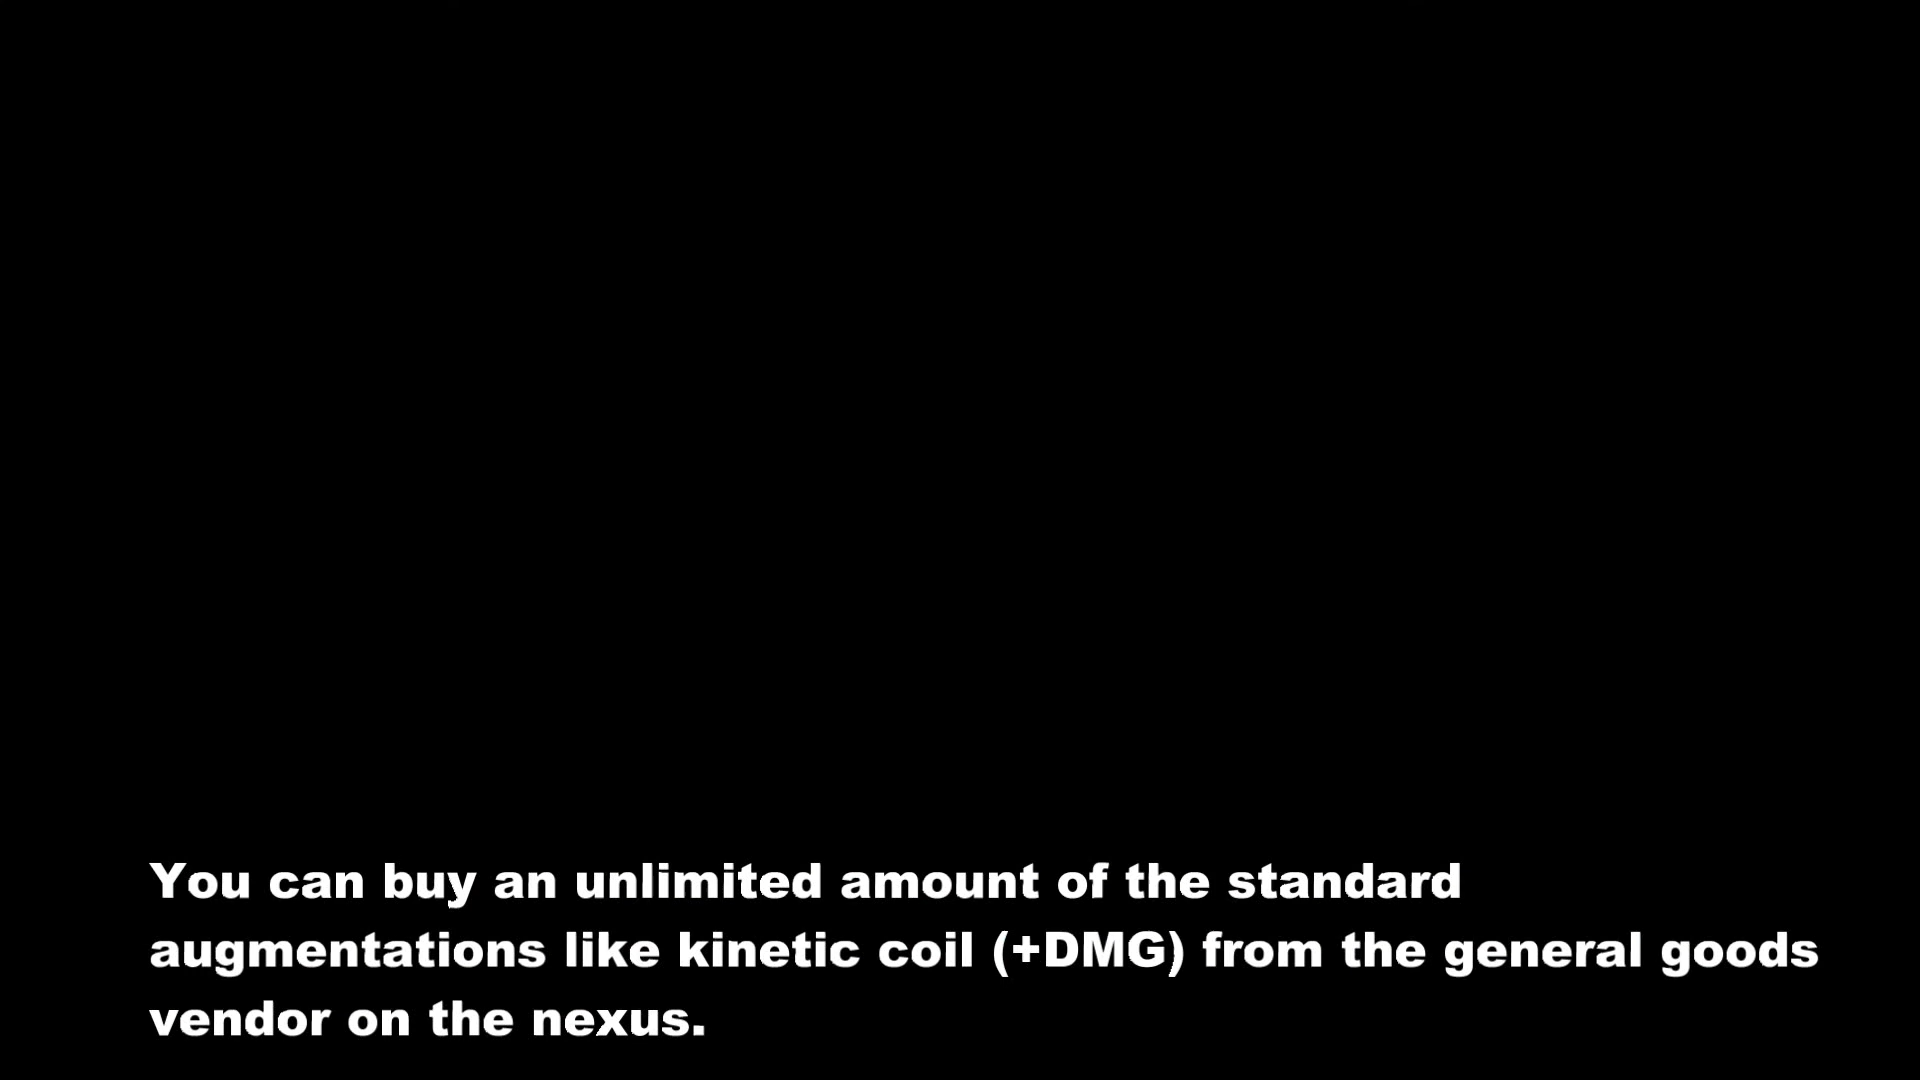 You can buy an unlimited amount of the standard
augmentations like kinetic coil (+DMG) from the general goods
vendor on the nexus.